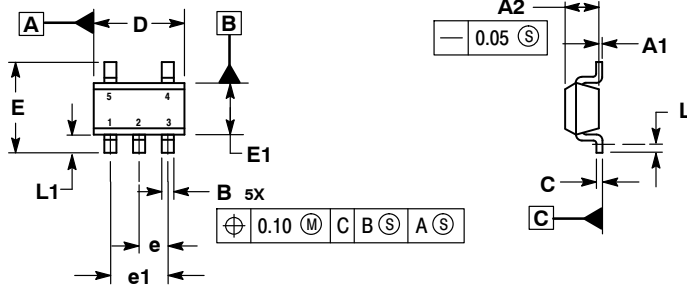 A
D
B
A2
0.05 Ⓢ
A1
E
5 4
1 2 3
E1
L
L1
B 5X
C
⌖ 0.10 Ⓜ C B Ⓢ A Ⓢ
C
e
e1